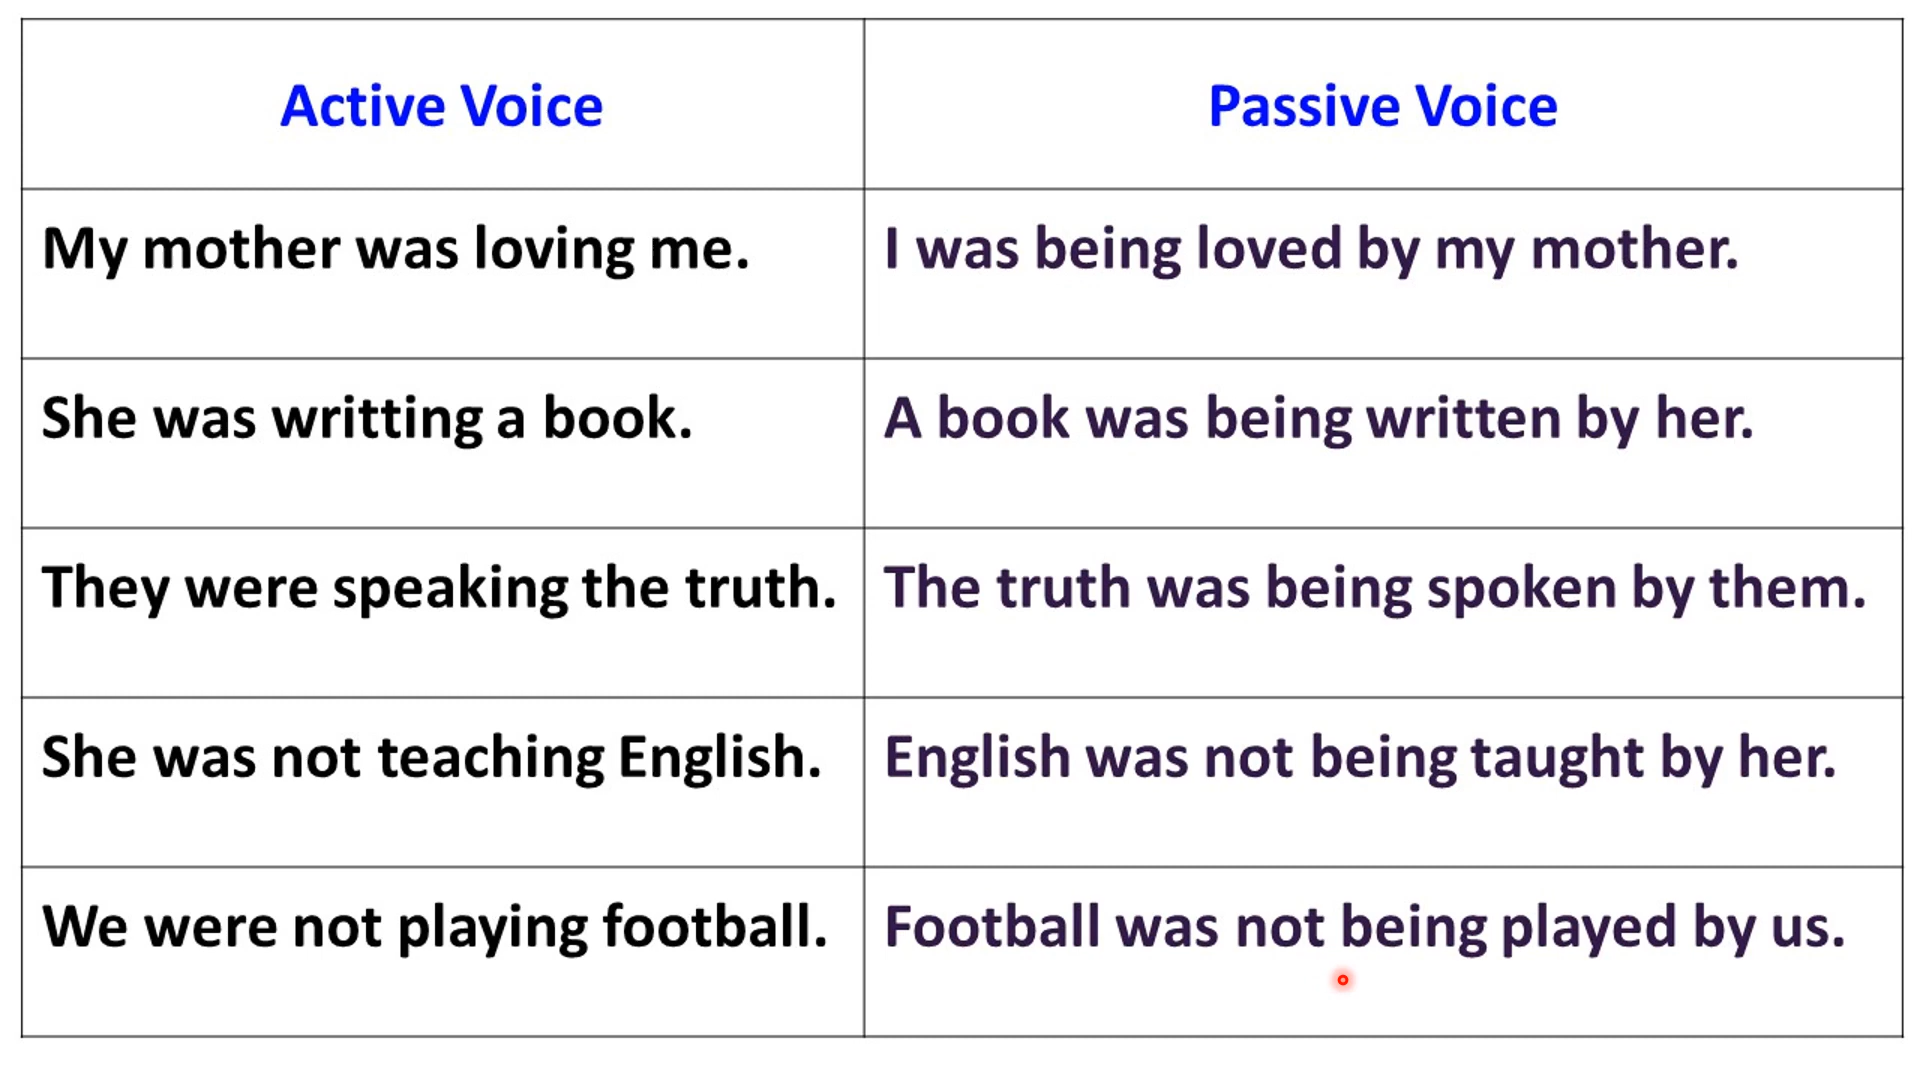 Active Voice
Passive Voice
My mother was loving me.
I was being loved by my mother.
She was writting a book.
A book was being written by her.
They were speaking the truth.
The truth was being spoken by them.
She was not teaching English.
English was not being taught by her.
We were not playing football.
Football was not being played by us.